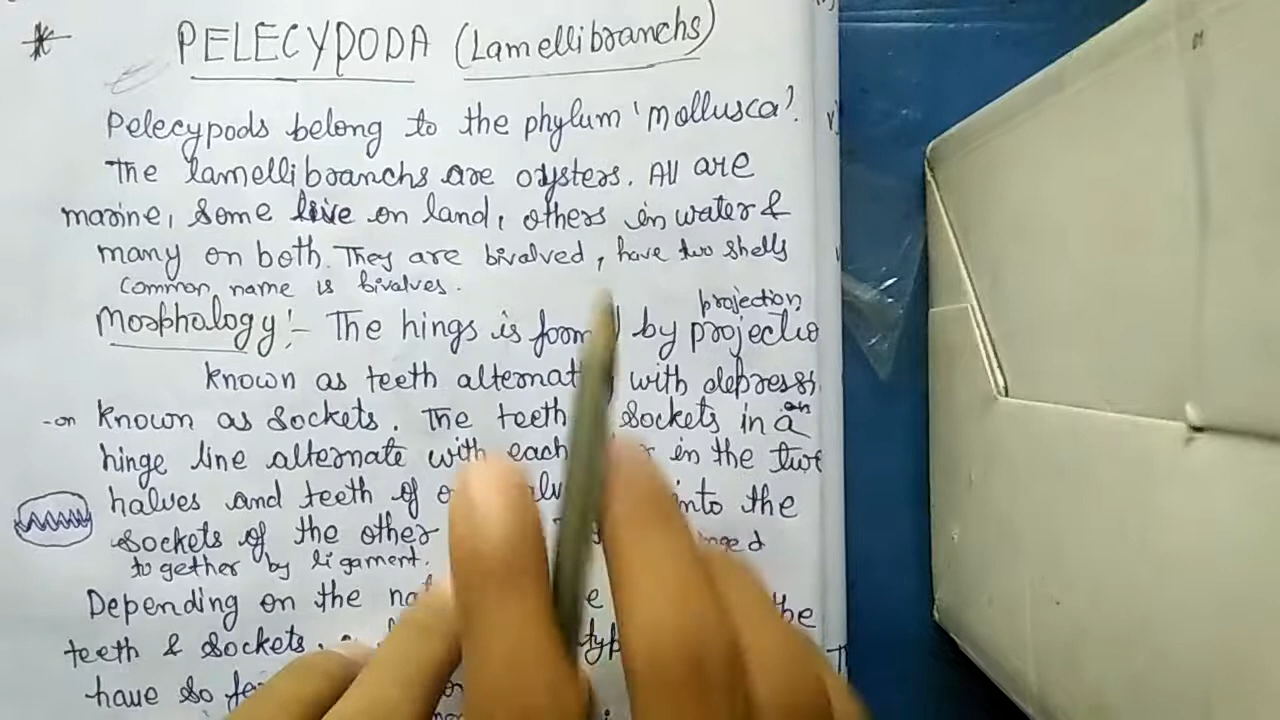 PELECYPODA (Lamellibranchs)
Pelecypods belong to the phylum 'Mollusca'.
The lamellibranchs are oysters. All are
marine, some live on land, others in water &
many on both. They are bivalved, have two shells
common name is bivalves.
projection
Morphology:- The hings is form by projectio
known as teeth alternat with depressi
-on known as sockets. The teeth sockets in a
an
hinge line alternate with each in the two
halves and teeth of into the
sockets of the other
together by ligament.
Depending on the the
teeth & sockets.
have so